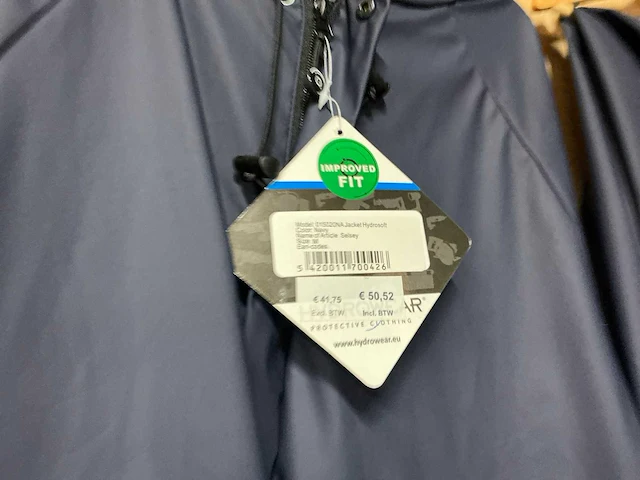 IMPROVED
FIT
Model: 015020NA Jacket Hydrosoft
Color: Navy
Name of Article: Selsey
Size: M
Ean-codes:
5 420011 700426
€ 41,75 € 50,52
Excl. BTW Incl. BTW
HYDROWEAR®
PROTECTIVE CLOTHING
www.hydrowear.eu